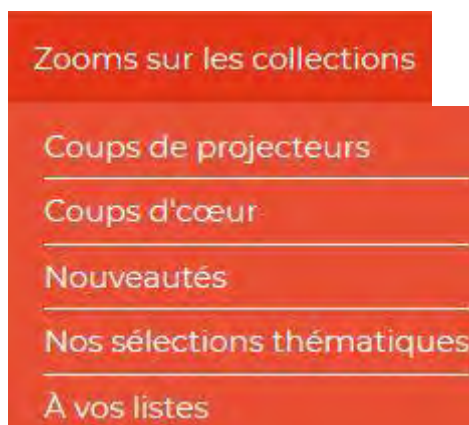 Zooms sur les collections
Coups de projecteurs
Coups d'cœur
Nouveautés
Nos sélections thématiques
À vos listes